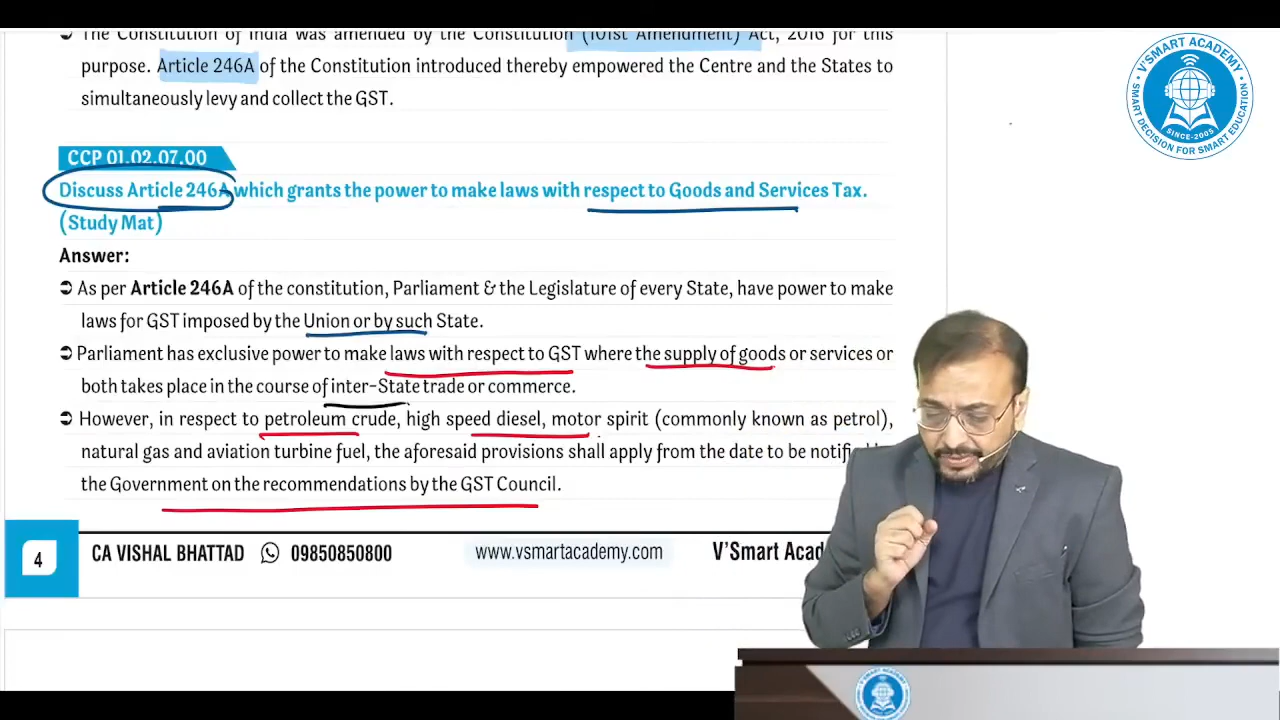 ➲ The Constitution of India was amended by the Constitution (101st Amendment) Act, 2016 for this
purpose. Article 246A of the Constitution introduced thereby empowered the Centre and the States to
simultaneously levy and collect the GST.
CCP 01.02.07.00
Discuss Article 246A which grants the power to make laws with respect to Goods and Services Tax.
(Study Mat)
Answer:
➲ As per Article 246A of the constitution, Parliament & the Legislature of every State, have power to make
laws for GST imposed by the Union or by such State.
➲ Parliament has exclusive power to make laws with respect to GST where the supply of goods or services or
both takes place in the course of inter-State trade or commerce.
➲ However, in respect to petroleum crude, high speed diesel, motor spirit (commonly known as petrol),
natural gas and aviation turbine fuel, the aforesaid provisions shall apply from the date to be
the Government on the recommendations by the GST Council.
4
CA VISHAL BHATTAD 09850850800 www.vsmartacademy.com V'Smart
V'SMART ACADEMY
SMART DECISION FOR SMART EDUCATION
SINCE-2005